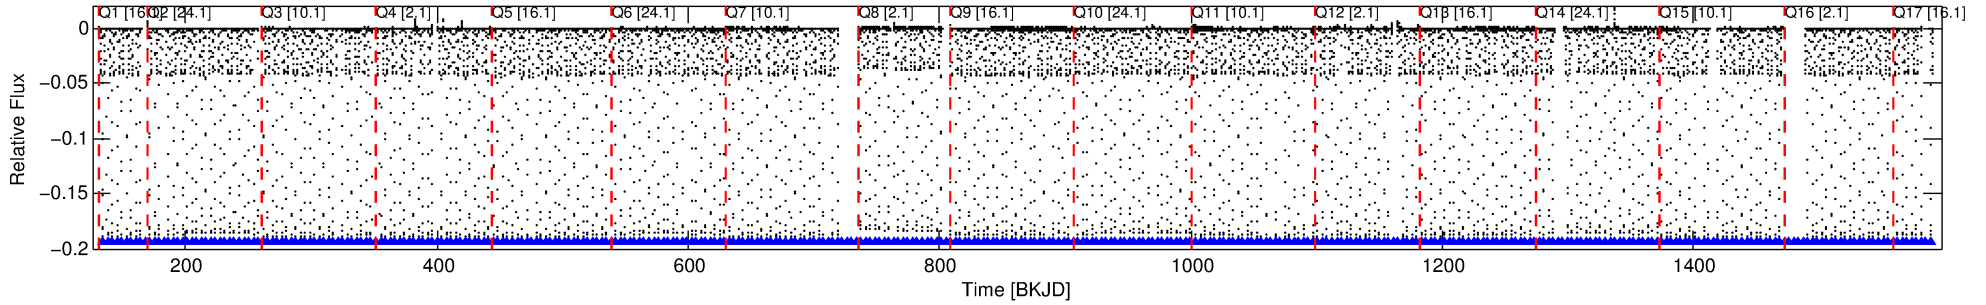 Q1 [16.1] Q2 [24.1] Q3 [10.1] Q4 [2.1] Q5 [16.1] Q6 [24.1] Q7 [10.1] Q8 [2.1] Q9 [16.1] Q10 [24.1] Q11 [10.1] Q12 [2.1] Q13 [16.1] Q14 [24.1] Q15 [10.1] Q16 [2.1] Q17 [16.1]
0
−0.05
−0.1
−0.15
−0.2
Relative Flux
200 400 600 800 1000 1200 1400
Time [BKJD]